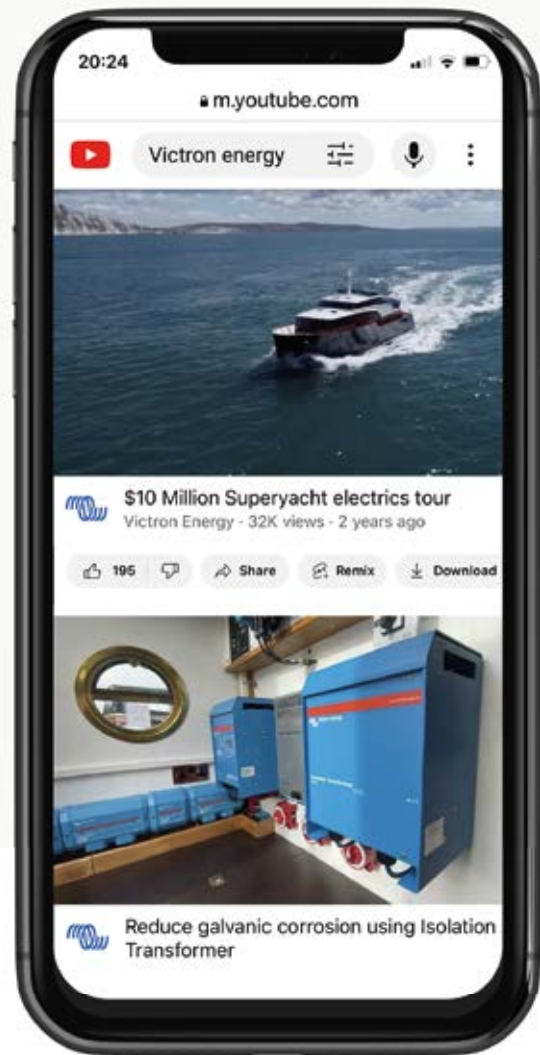 20:24
m.youtube.com
Victron energy
$10 Million Superyacht electrics tour
Victron Energy - 32K views - 2 years ago
195
Share
Remix
Download
Reduce galvanic corrosion using Isolation
Transformer